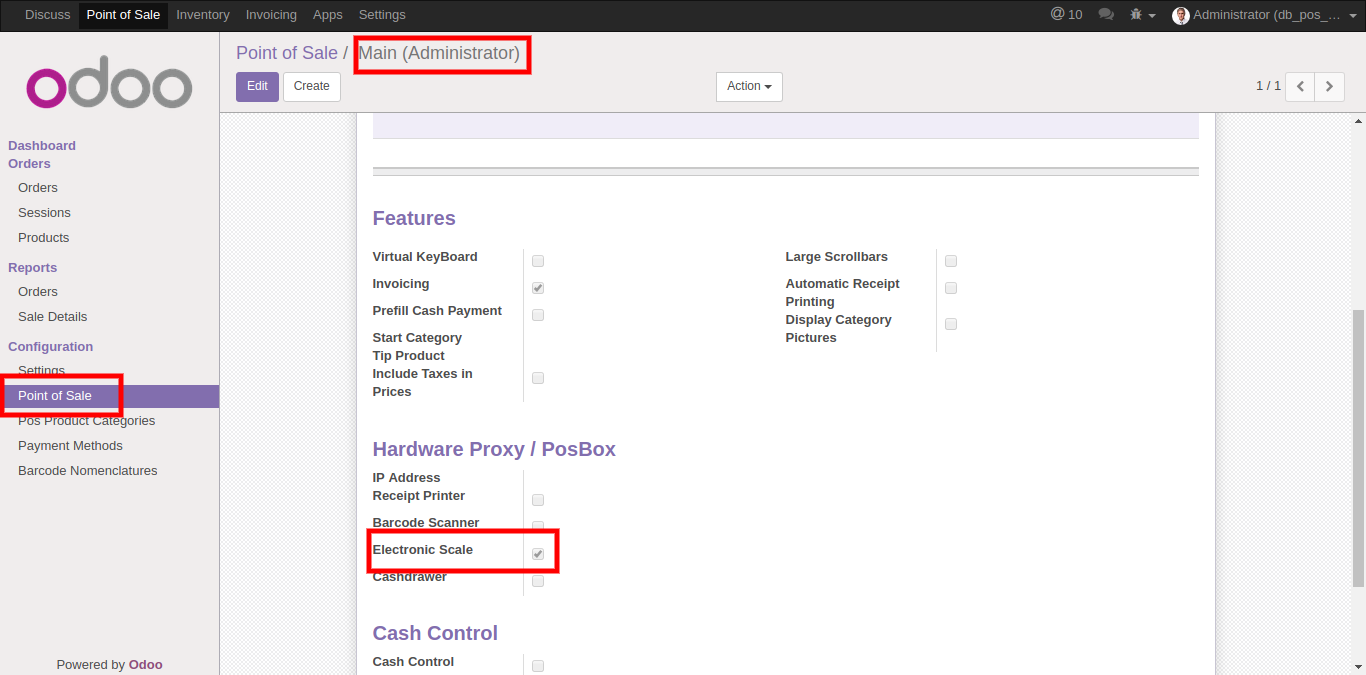 Discuss Point of Sale Inventory Invoicing Apps Settings @ 10 Administrator (db_pos_...
odoo
Point of Sale / Main (Administrator)
Edit Create Action 1 / 1
Dashboard
Orders
Orders
Sessions
Products
Reports
Orders
Sale Details
Configuration
Settings
Point of Sale
Pos Product Categories
Payment Methods
Barcode Nomenclatures
Powered by Odoo
Features
Virtual KeyBoard
Invoicing
Prefill Cash Payment
Start Category
Tip Product
Include Taxes in
Prices
Large Scrollbars
Automatic Receipt
Printing
Display Category
Pictures
Hardware Proxy / PosBox
IP Address
Receipt Printer
Barcode Scanner
Electronic Scale
Cashdrawer
Cash Control
Cash Control